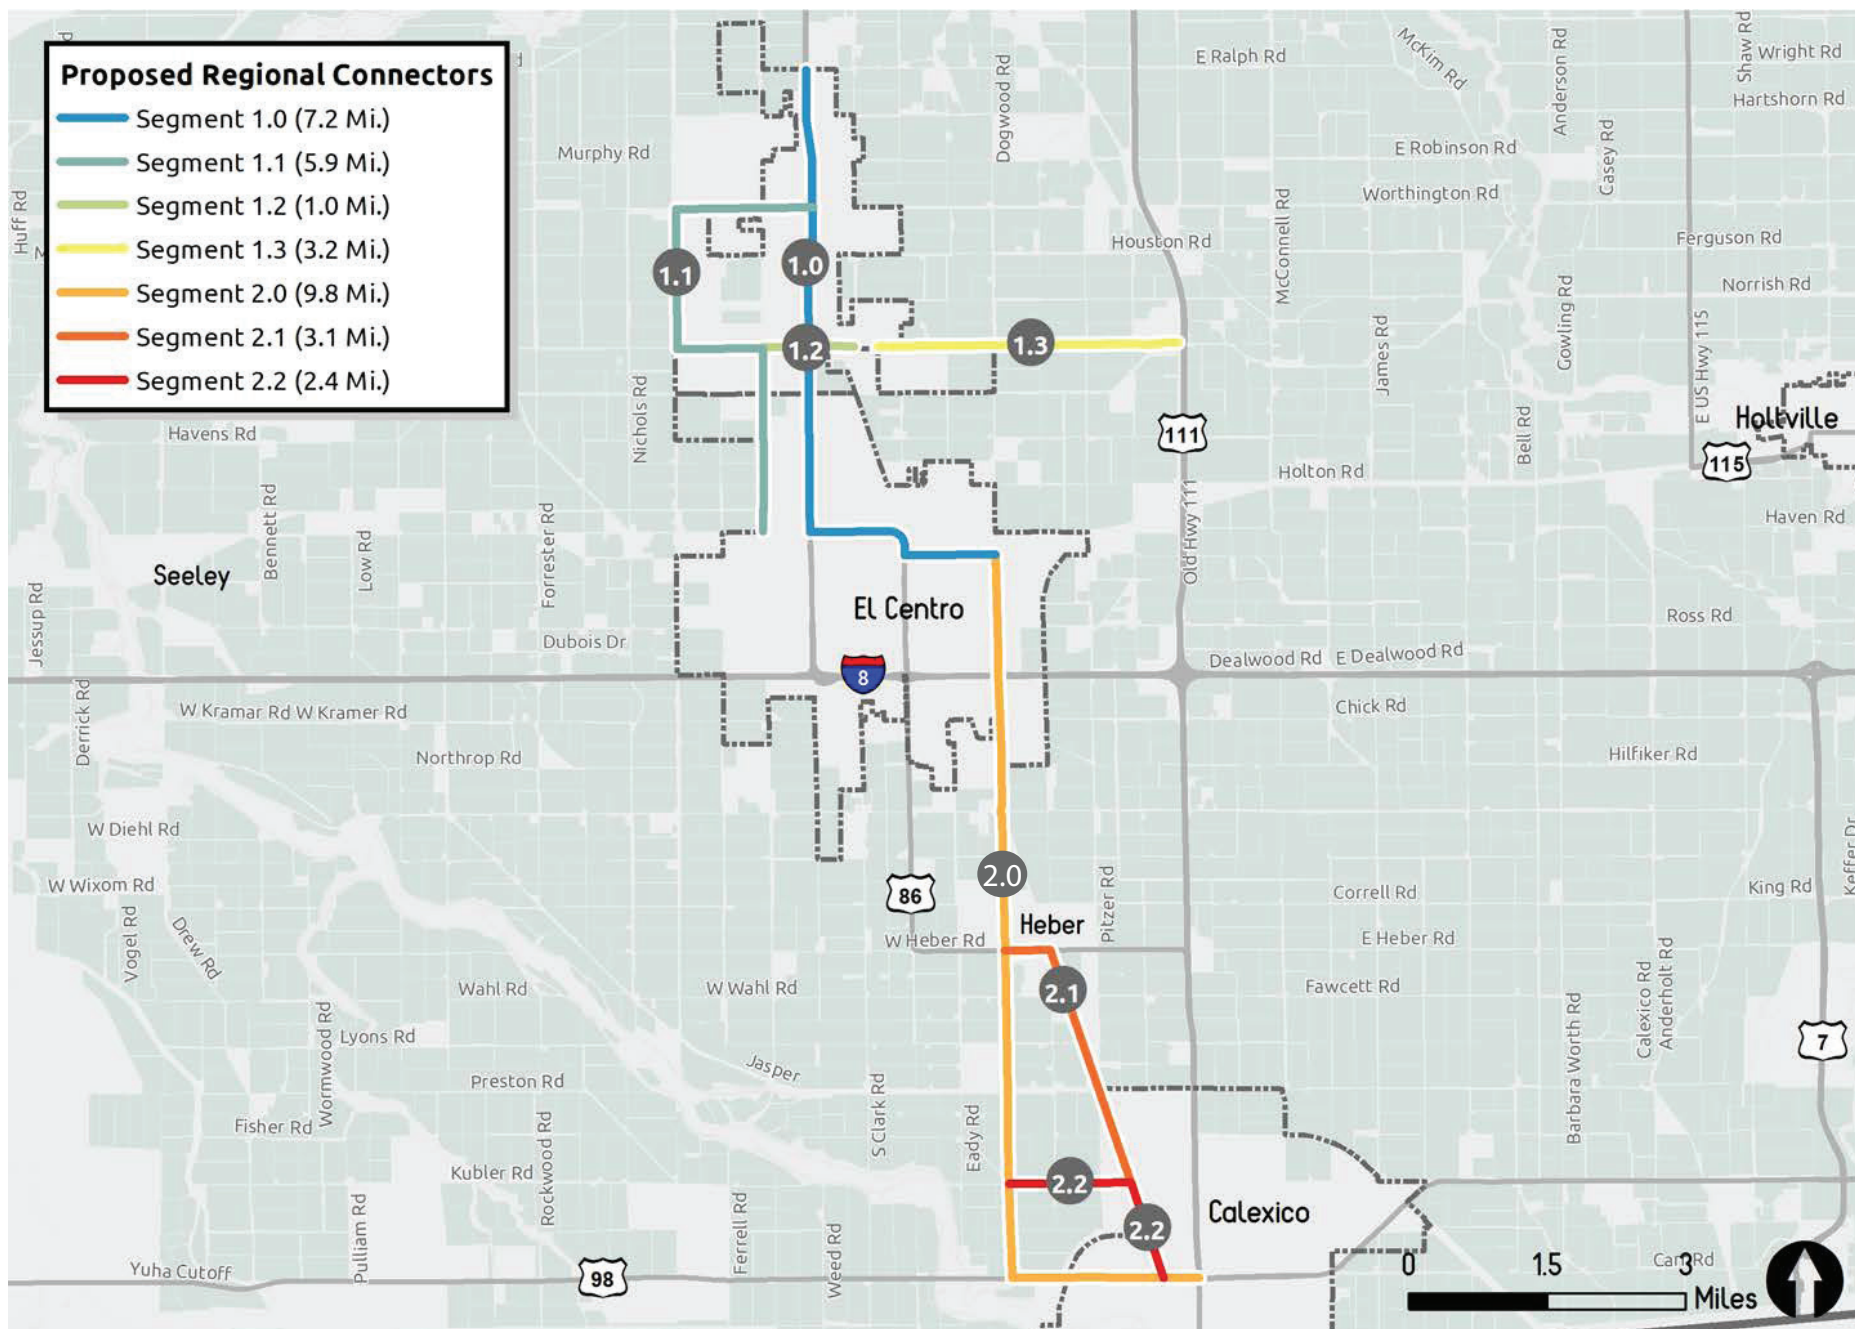 Proposed Regional Connectors
Segment 1.0 (7.2 Mi.)
Segment 1.1 (5.9 Mi.)
Segment 1.2 (1.0 Mi.)
Segment 1.3 (3.2 Mi.)
Segment 2.0 (9.8 Mi.)
Segment 2.1 (3.1 Mi.)
Segment 2.2 (2.4 Mi.)
McKim Rd
Anderson Rd
Shaw Rd
Wright Rd
E Ralph Rd
Dogwood Rd
Hartshorn Rd
Murphy Rd
E Robinson Rd
Casey Rd
Worthington Rd
Huff Rd
McConnell Rd
Houston Rd
Ferguson Rd
1.1
1.0
Norrish Rd
Gowling Rd
1.2
1.3
James Rd
E US Hwy 115
Nichols Rd
Havens Rd
111
Bell Rd
Holtville
115
Holton Rd
Bennett Rd
Low Rd
Forrester Rd
Old Hwy 111
Haven Rd
Seeley
Jessup Rd
El Centro
Ross Rd
Dubois Dr
Dealwood Rd
E Dealwood Rd
8
Derrick Rd
W Kramar Rd
W Kramer Rd
Chick Rd
Northrop Rd
Hilfiker Rd
W Diehl Rd
Keffer Dr
2.0
W Wixom Rd
86
Correll Rd
King Rd
Vogel Rd
Drew Rd
Heber
Pitzer Rd
W Heber Rd
E Heber Rd
2.1
Wahl Rd
W Wahl Rd
Fawcett Rd
Calexico Rd
Anderholt Rd
Wormwood Rd
Lyons Rd
Barbara Worth Rd
7
Jasper
Preston Rd
S Clark Rd
Eady Rd
Fisher Rd
Rockwood Rd
Kubler Rd
2.2
Pulliam Rd
Ferrell Rd
Weed Rd
2.2
Calexico
Yuha Cutoff
98
Carr Rd
0 1.5 3
Miles